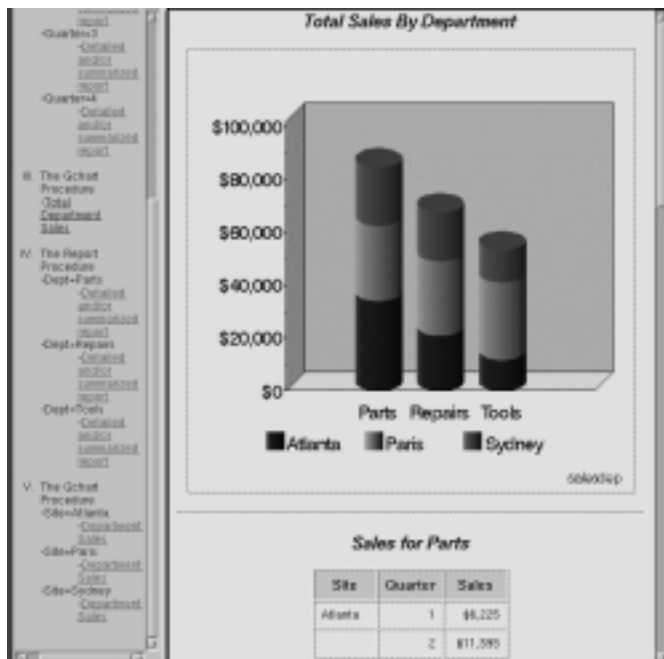 summarized
report
-Quarter=3
-Detailed
and/or
summarized
report
-Quarter=4
-Detailed
and/or
summarized
report
III. The Gchart
Procedure
-Total
Department
Sales
IV. The Report
Procedure
-Dept=Parts
-Detailed
and/or
summarized
report
-Dept=Repairs
-Detailed
and/or
summarized
report
-Dept=Tools
-Detailed
and/or
summarized
report
V. The Gchart
Procedure
-Site=Atlanta
-Department
Sales
-Site=Paris
-Department
Sales
-Site=Sydney
-Department
Sales
Total Sales By Department
$100,000
$80,000
$60,000
$40,000
$20,000
$0
Parts Repairs Tools
Atlanta Paris Sydney
salesdep
Sales for Parts
Site Quarter Sales
Atlanta 1 $6,225
2 $11,595